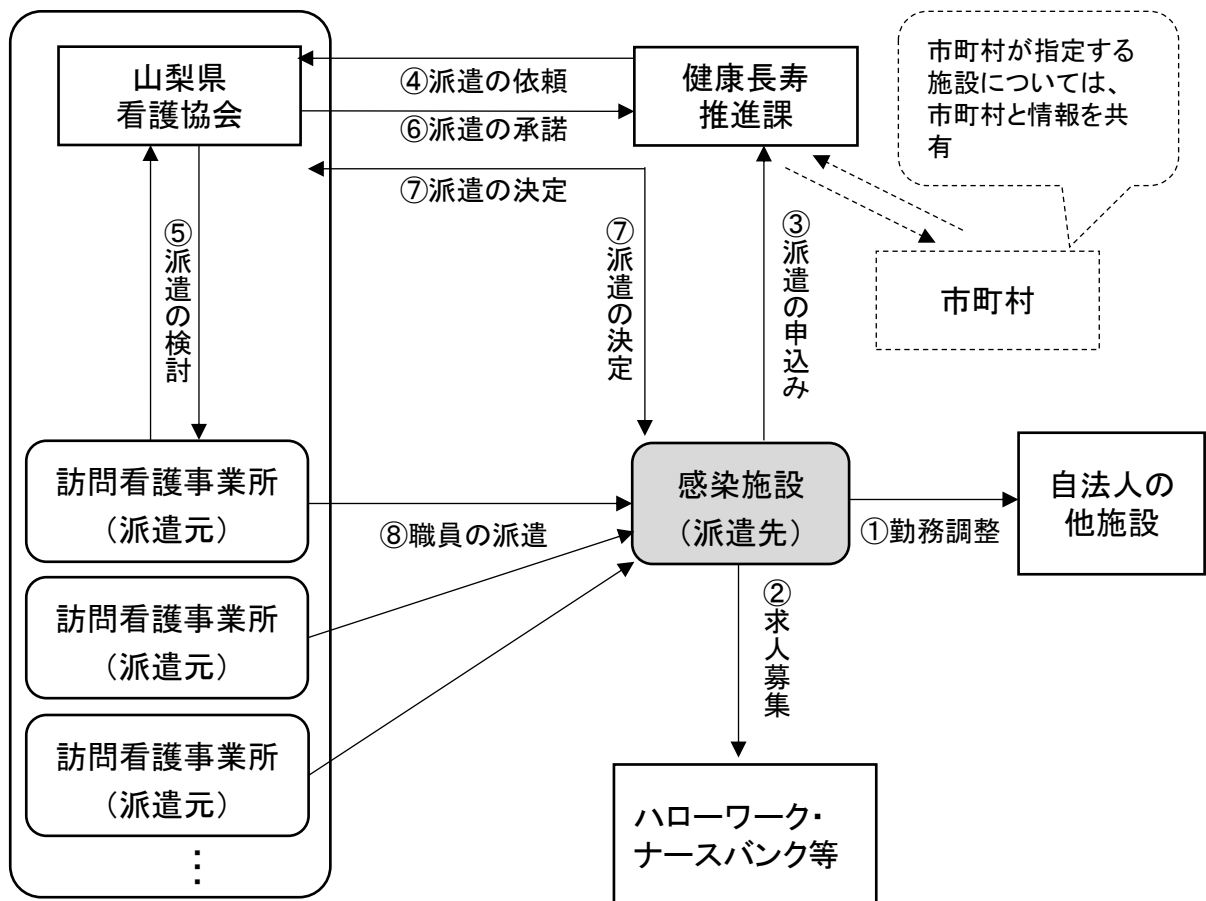 山梨県
看護協会
④派遣の依頼
⑥派遣の承諾
⑦派遣の決定
健康長寿
推進課
市町村が指定する
施設については、
市町村と情報を共
有
市町村
③派遣の申込み
⑦派遣の決定
⑤派遣の検討
訪問看護事業所
（派遣元）
訪問看護事業所
（派遣元）
訪問看護事業所
（派遣元）
⋮
⑧職員の派遣
感染施設
（派遣先）
①勤務調整
自法人の
他施設
②求人募集
ハローワーク・
ナースバンク等